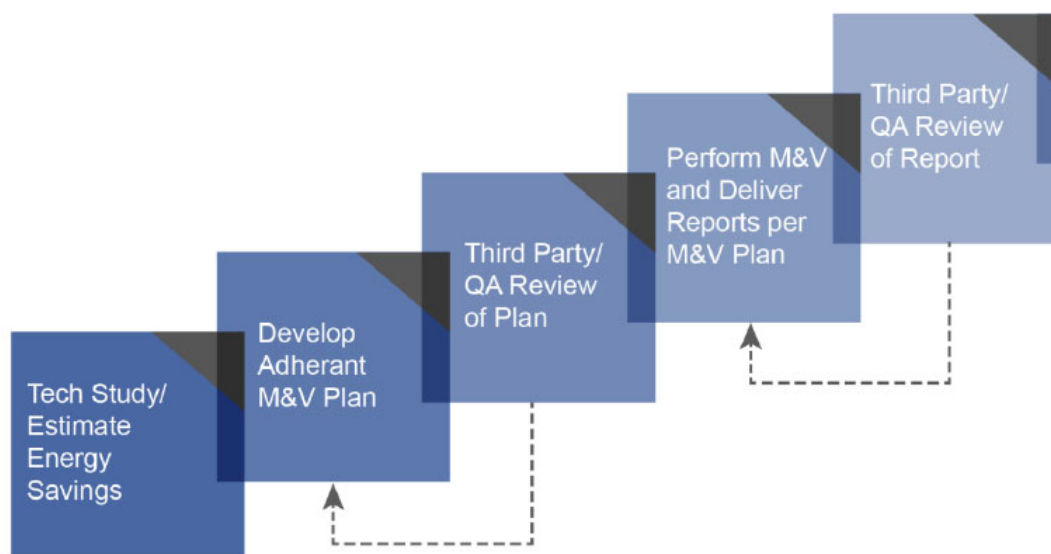 Tech Study/
Estimate
Energy
Savings
Develop
Adherant
M&V Plan
Third Party/
QA Review
of Plan
Perform M&V
and Deliver
Reports per
M&V Plan
Third Party/
QA Review
of Report